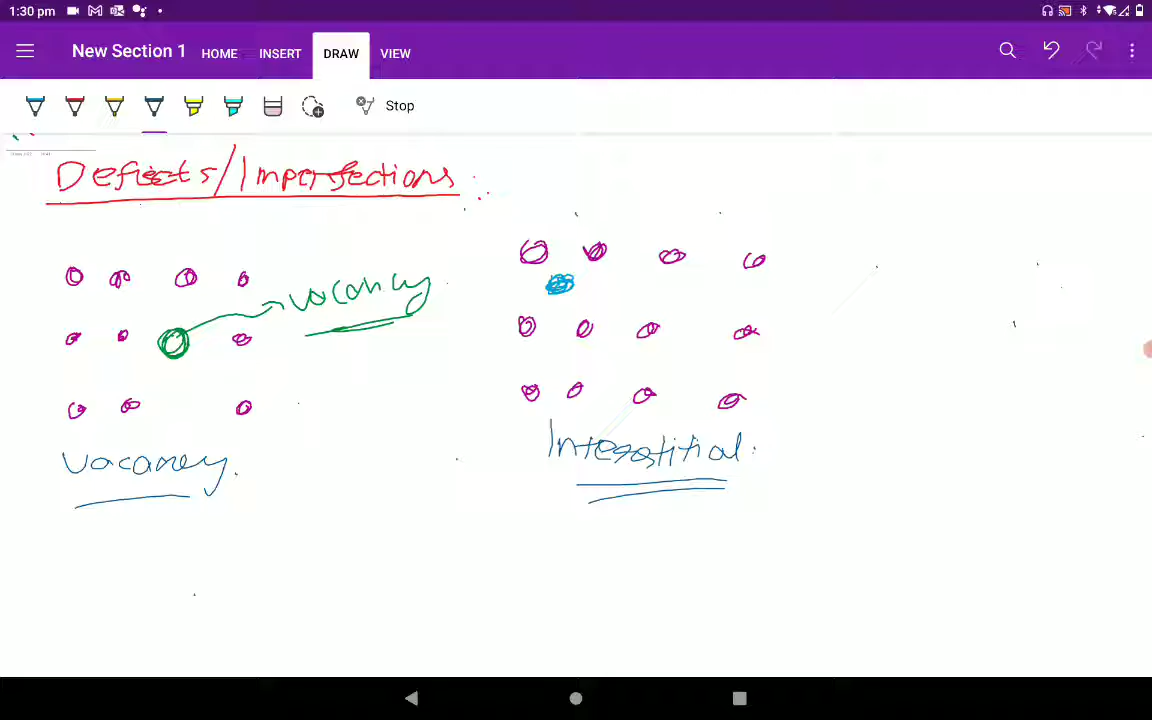 1:30 pm
New Section 1 HOME INSERT DRAW VIEW
Stop
Defects/Imperfections:
vacancy
vacancy.
Interstitial.